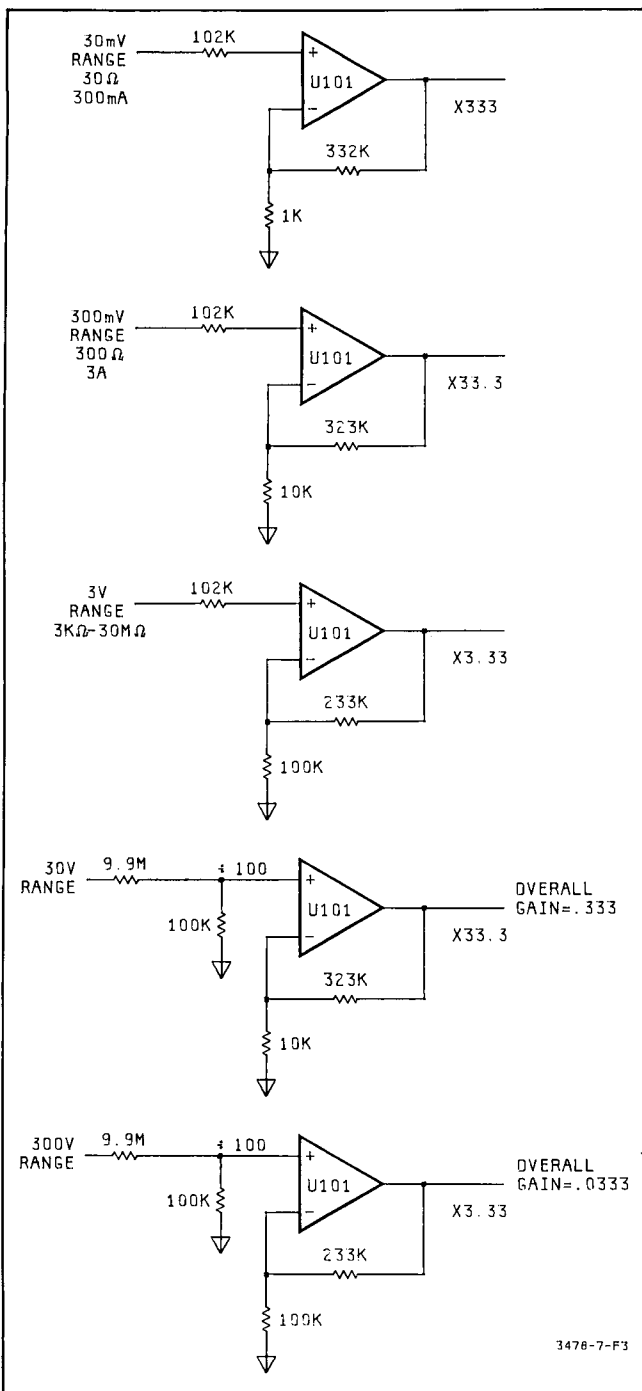 30mV
RANGE
30Ω
300mA
102K
+
U101
−
X333
332K
1K
300mV
RANGE
300Ω
3A
102K
+
U101
−
X33.3
323K
10K
3V
RANGE
3KΩ-30MΩ
102K
+
U101
−
X3.33
233K
100K
30V
RANGE
9.9M
÷ 100
100K
+
U101
−
X33.3
OVERALL
GAIN=.333
323K
10K
300V
RANGE
9.9M
÷ 100
100K
+
U101
−
X3.33
OVERALL
GAIN=.0333
233K
100K
3478-7-F3